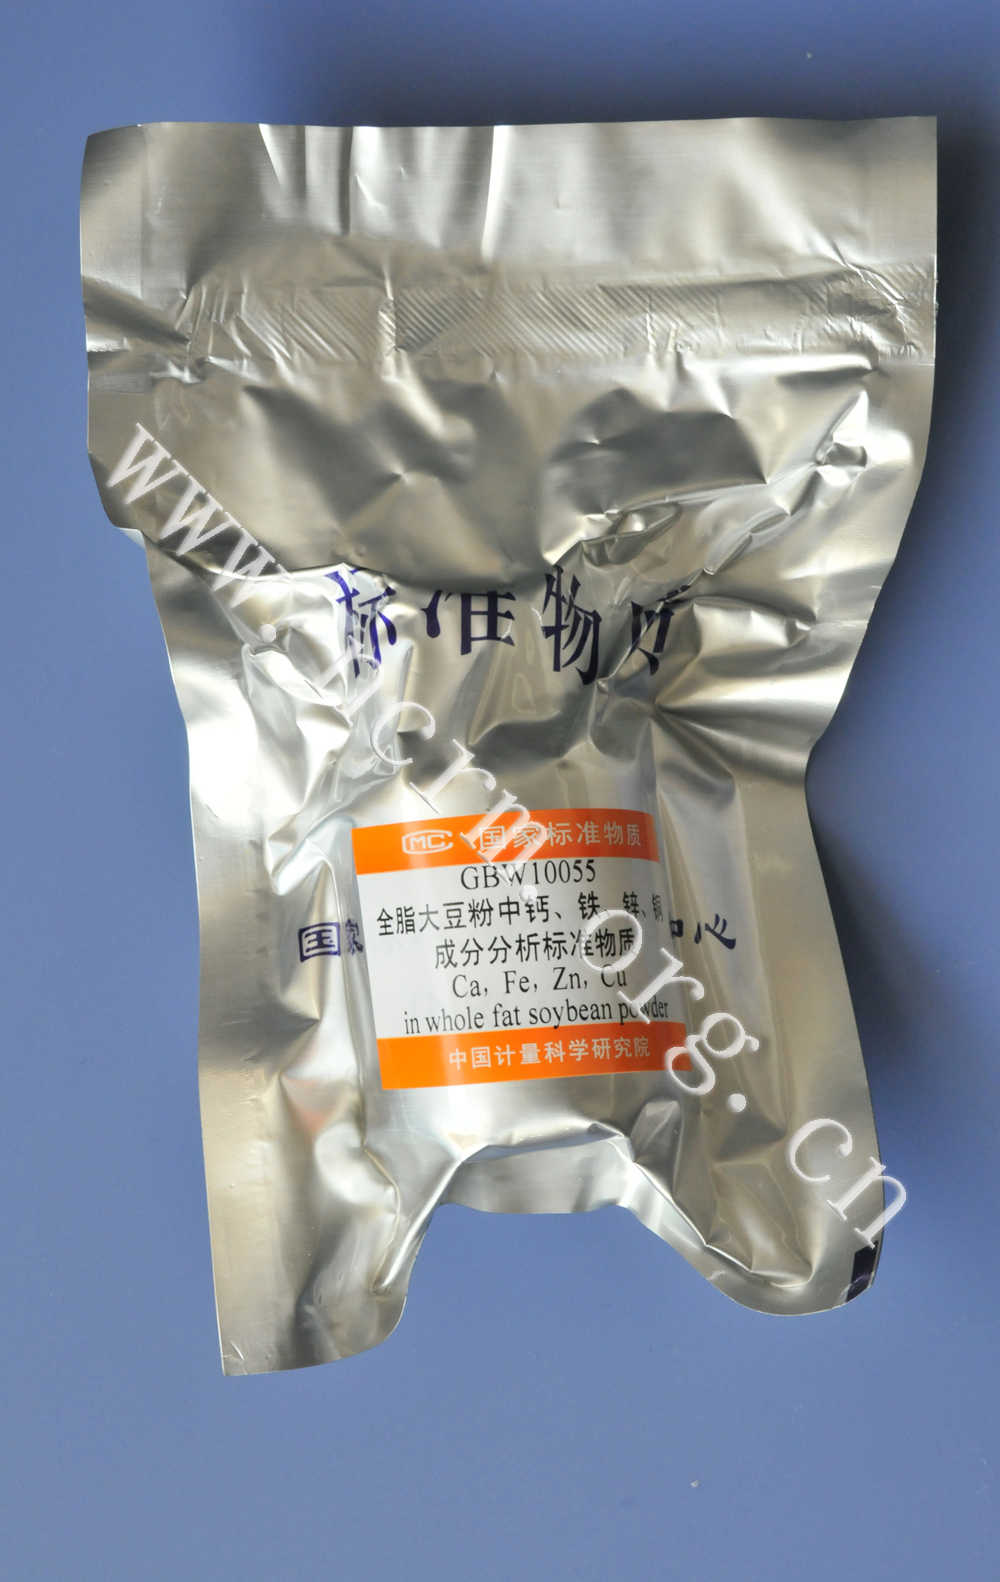 标准物质
MC 国家标准物质
GBW10055
全脂大豆粉中钙、铁、锌、铜
成分分析标准物质
Ca, Fe, Zn, Cu
in whole fat soybean powder
中国计量科学研究院
国家
心
www.ncrm.org.cn